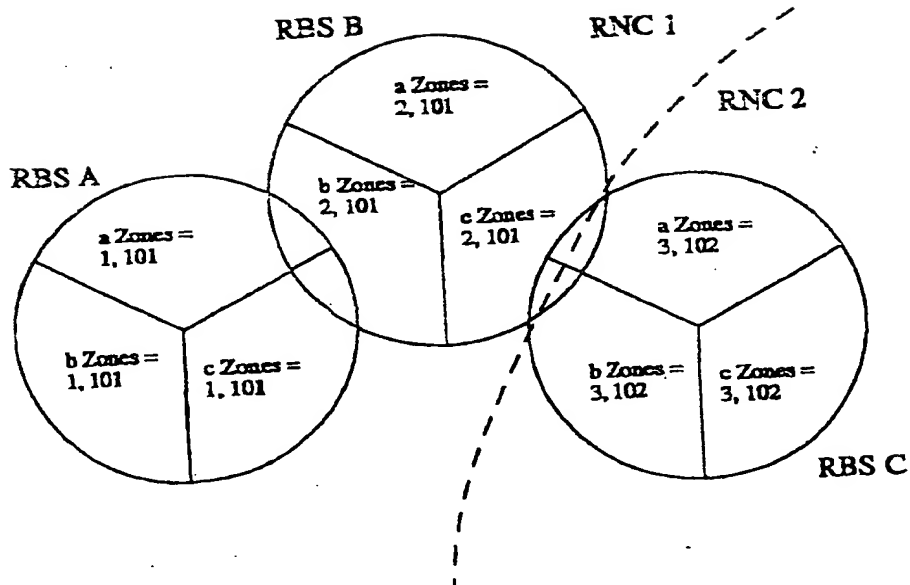 RBS B
RNC 1
a Zones =
2, 101
RNC 2
RBS A
b Zones =
2, 101
c Zones =
2, 101
a Zones =
1, 101
a Zones =
3, 102
b Zones =
1, 101
c Zones =
1, 101
b Zones =
3, 102
c Zones =
3, 102
RBS C